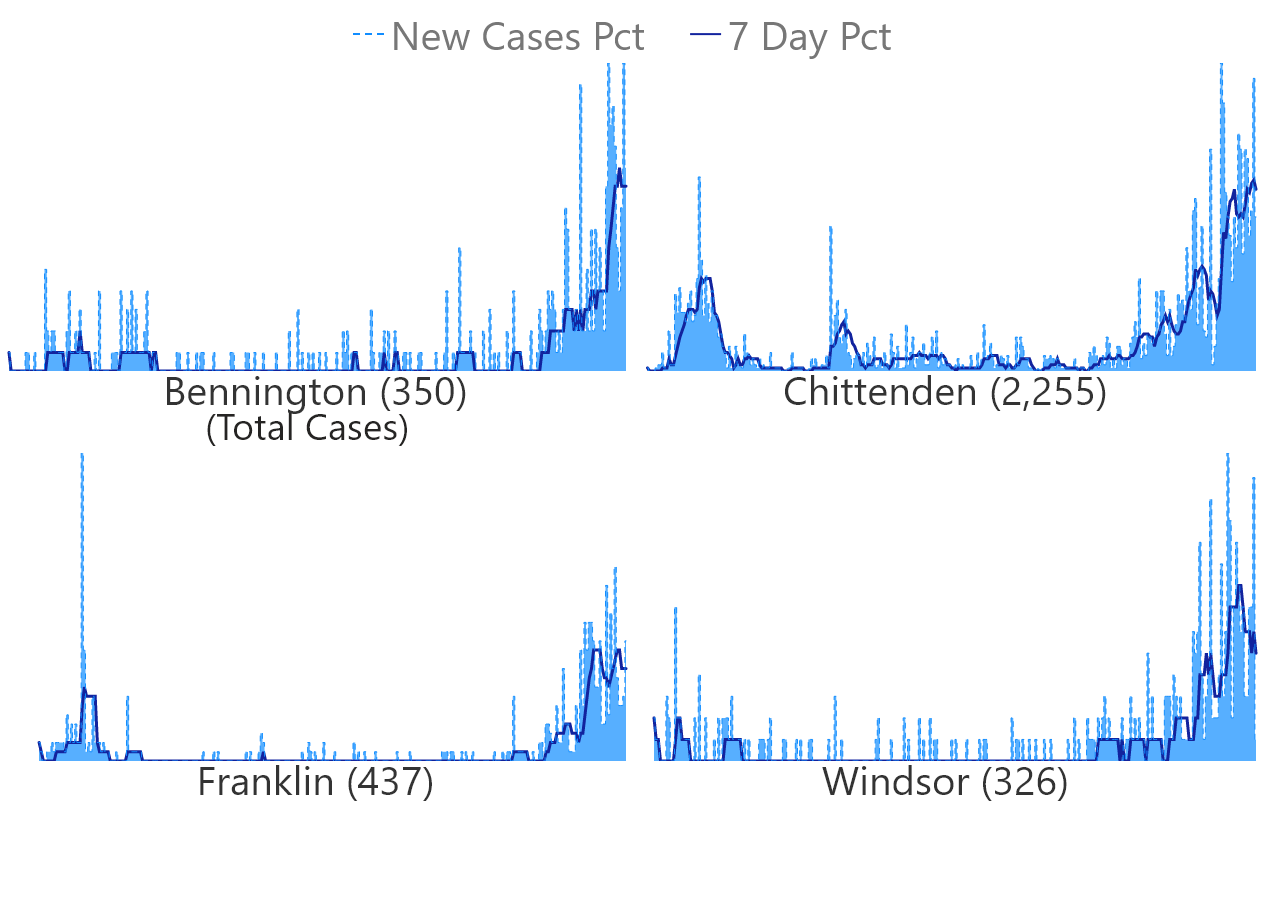 New Cases Pct 7 Day Pct
Bennington (350) Chittenden (2,255)
(Total Cases)
Franklin (437) Windsor (326)